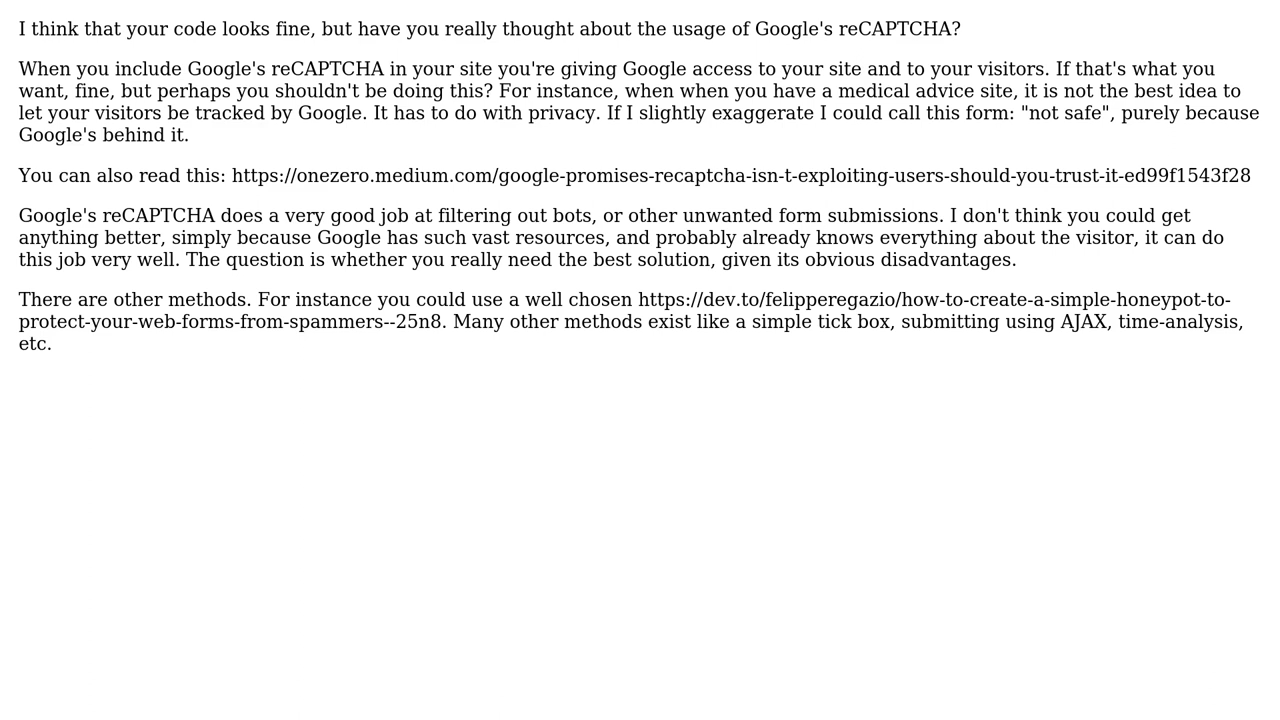 I think that your code looks fine, but have you really thought about the usage of Google's reCAPTCHA?
When you include Google's reCAPTCHA in your site you're giving Google access to your site and to your visitors. If that's what you
want, fine, but perhaps you shouldn't be doing this? For instance, when when you have a medical advice site, it is not the best idea to
let your visitors be tracked by Google. It has to do with privacy. If I slightly exaggerate I could call this form: "not safe", purely because
Google's behind it.
You can also read this: https://onezero.medium.com/google-promises-recaptcha-isn-t-exploiting-users-should-you-trust-it-ed99f1543f28
Google's reCAPTCHA does a very good job at filtering out bots, or other unwanted form submissions. I don't think you could get
anything better, simply because Google has such vast resources, and probably already knows everything about the visitor, it can do
this job very well. The question is whether you really need the best solution, given its obvious disadvantages.
There are other methods. For instance you could use a well chosen https://dev.to/felipperegazio/how-to-create-a-simple-honeypot-to-
protect-your-web-forms-from-spammers--25n8. Many other methods exist like a simple tick box, submitting using AJAX, time-analysis,
etc.